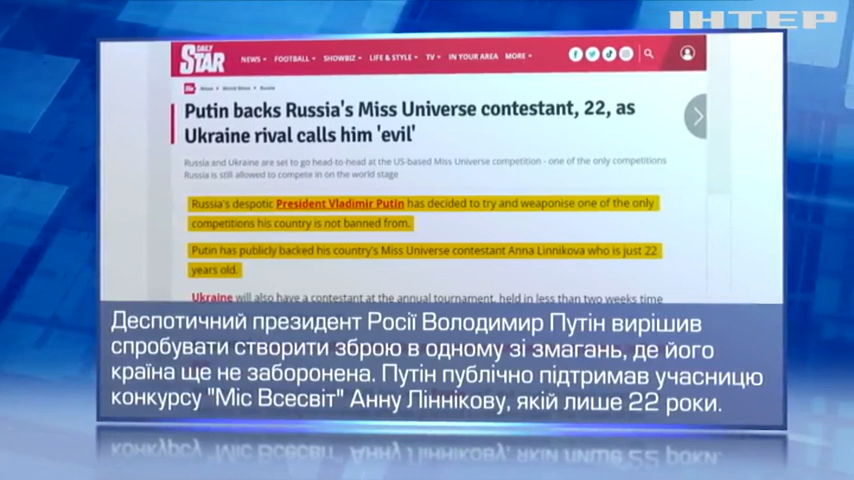 ІНТЕР
DAILY
STAR
NEWS FOOTBALL SHOWBIZ LIFE & STYLE TV IN YOUR AREA MORE
Putin backs Russia's Miss Universe contestant, 22, as
Ukraine rival calls him 'evil'
Russia and Ukraine are set to go head-to-head at the US-based Miss Universe competition - one of the only competitions
Russia is still allowed to compete in on the world stage
Russia's despotic President Vladimir Putin has decided to try and weaponise one of the only
competitions his country is not banned from.
Putin has publicly backed his country's Miss Universe contestant Anna Linnikova who is just 22
years old.
Ukraine will also have a contestant at the annual tournament, held in less than two weeks time
Деспотичний президент Росії Володимир Путін вирішив
спробувати створити зброю в одному зі змагань, де його
країна ще не заборонена. Путін публічно підтримав учасницю
конкурсу "Міс Всесвіт" Анну Ліннікову, якій лише 22 роки.